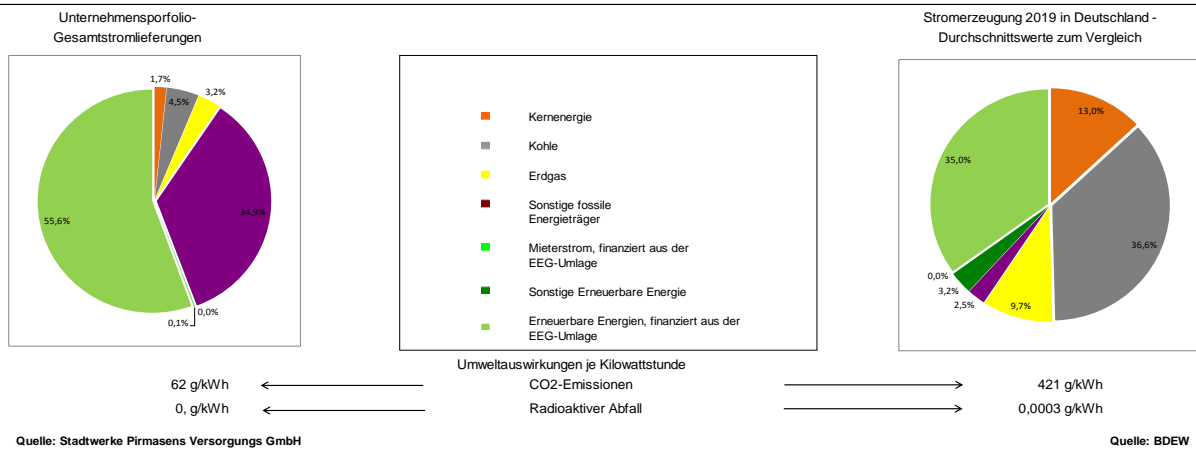 Unternehmensporfolio-
Gesamtstromlieferungen
Stromerzeugung 2019 in Deutschland -
Durchschnittswerte zum Vergleich
1,7%
4,5%
3,2%
34,9%
0,0%
0,1%
55,6%
Kernenergie
Kohle
Erdgas
Sonstige fossile
Energieträger
Mieterstrom, finanziert aus der
EEG-Umlage
Sonstige Erneuerbare Energie
Erneuerbare Energien, finanziert aus der
EEG-Umlage
13,0%
36,6%
9,7%
2,5%
3,2%
0,0%
35,0%
Umweltauswirkungen je Kilowattstunde
62 g/kWh CO2-Emissionen 421 g/kWh
0, g/kWh Radioaktiver Abfall 0,0003 g/kWh
Quelle: Stadtwerke Pirmasens Versorgungs GmbH
Quelle: BDEW